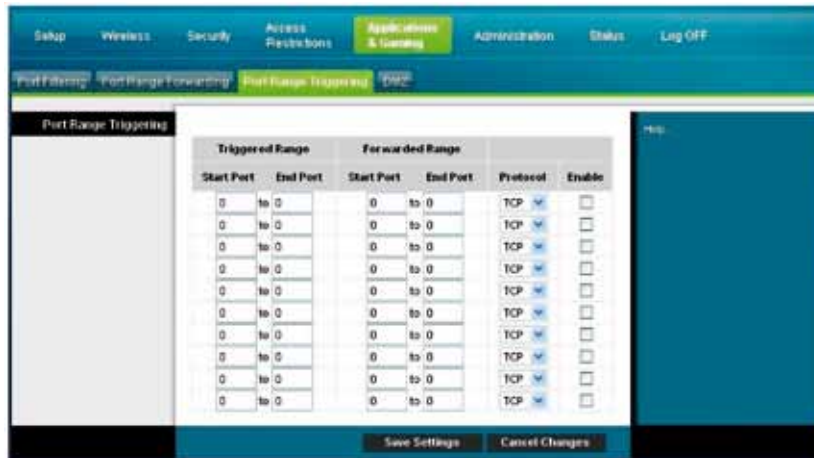 Setup Wireless Security Access Restrictions Applications & Gaming Administration Status Log OFF
Port Filtering Port Range Forwarding Port Range Triggering DMZ
Port Range Triggering
Help...
Triggered Range Forwarded Range
Start Port End Port Start Port End Port Protocol Enable
0 to 0 0 to 0 TCP
0 to 0 0 to 0 TCP
0 to 0 0 to 0 TCP
0 to 0 0 to 0 TCP
0 to 0 0 to 0 TCP
0 to 0 0 to 0 TCP
0 to 0 0 to 0 TCP
0 to 0 0 to 0 TCP
0 to 0 0 to 0 TCP
0 to 0 0 to 0 TCP
Save Settings Cancel Changes